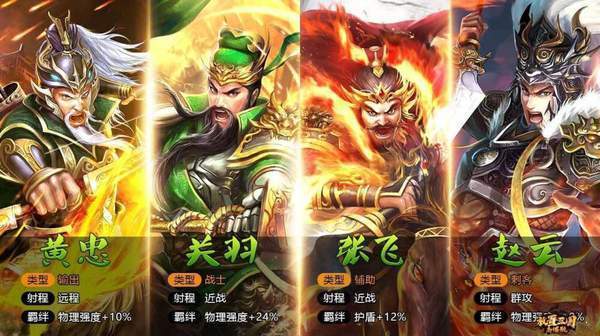 黄忠
类型 输出
射程 远程
羁绊 物理强度+10%
关羽
类型 战士
射程 近战
羁绊 物理强度+24%
张飞
类型 辅助
射程 近战
羁绊 护盾+12%
赵云
类型 刺客
射程 群攻
羁绊 物理强